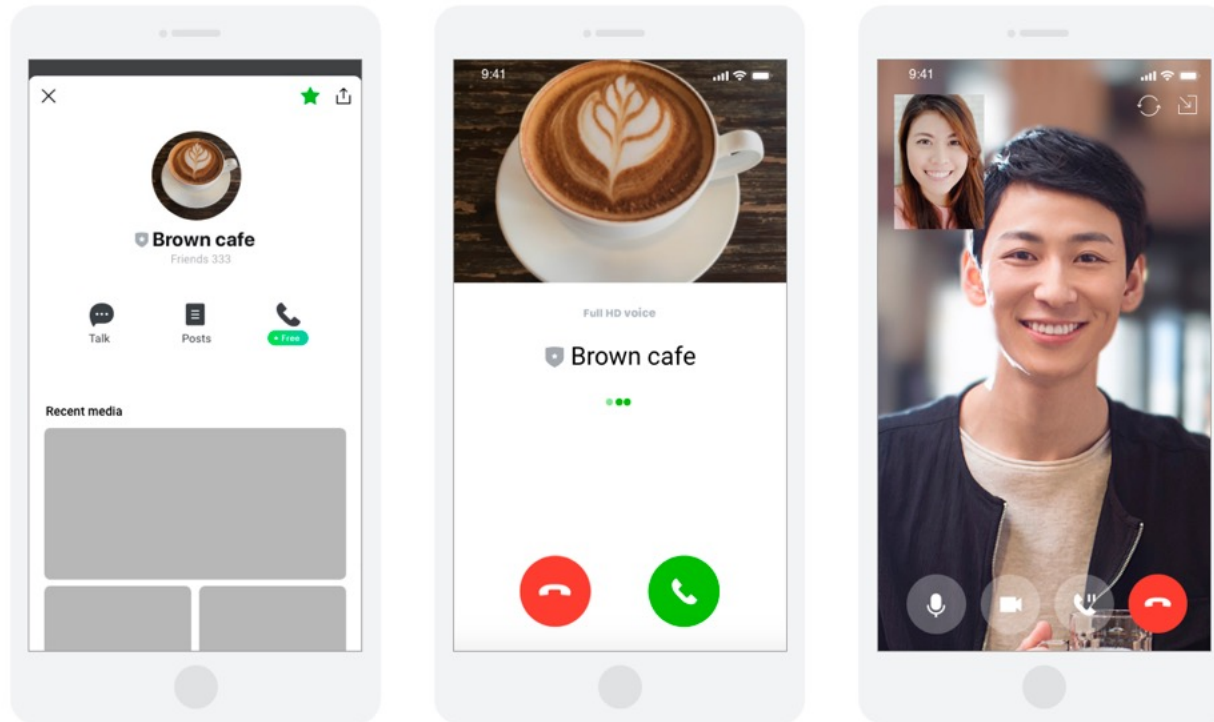 Brown cafe
Friends 333
Talk
Posts
• Free
Recent media
9:41
Full HD voice
Brown cafe
9:41